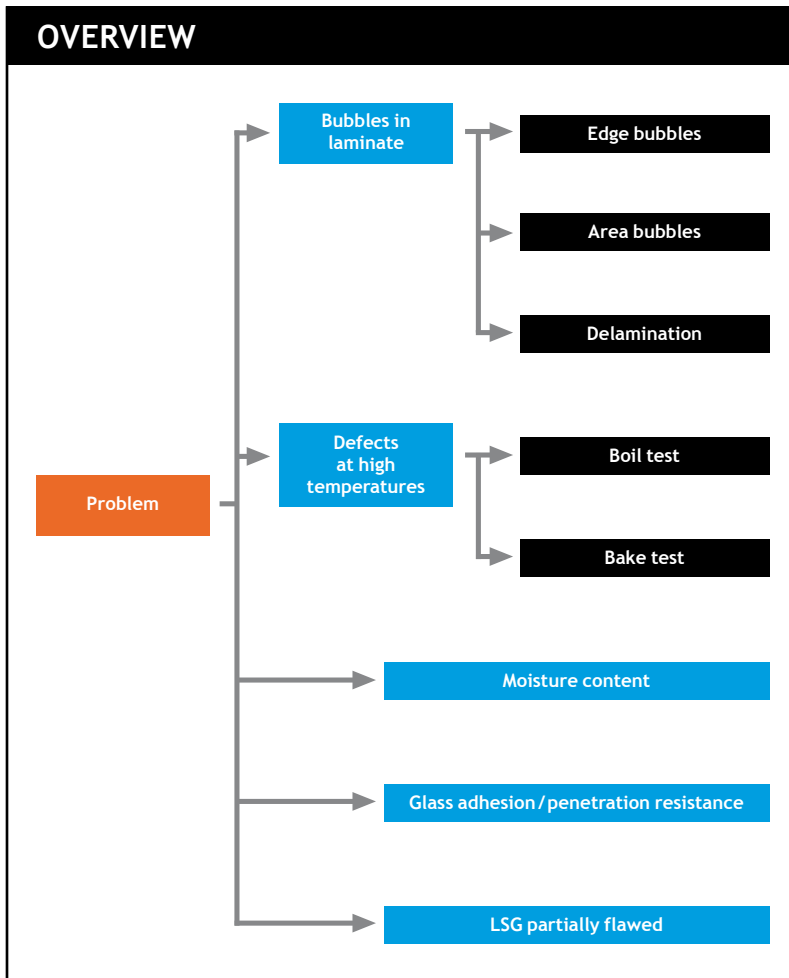 OVERVIEW
Bubbles in
laminate
Edge bubbles
Area bubbles
Delamination
Defects
at high
temperatures
Boil test
Bake test
Problem
Moisture content
Glass adhesion/penetration resistance
LSG partially flawed